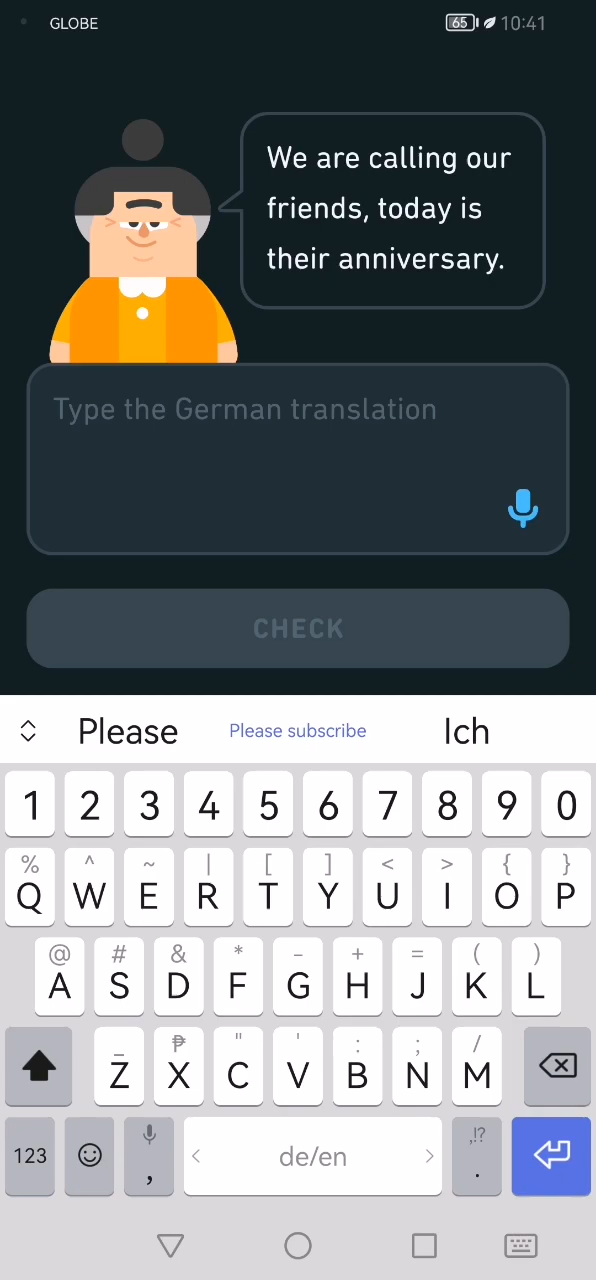 GLOBE 65 10:41
We are calling our
friends, today is
their anniversary.
Type the German translation
CHECK
Please Please subscribe Ich
1 2 3 4 5 6 7 8 9 0
% ^ ~ | [ ] < > { }
Q W E R T Y U I O P
@ # & * - + = ( )
A S D F G H J K L
_ ₱ " ' : ; /
Z X C V B N M
123 , < de/en > ,!? .